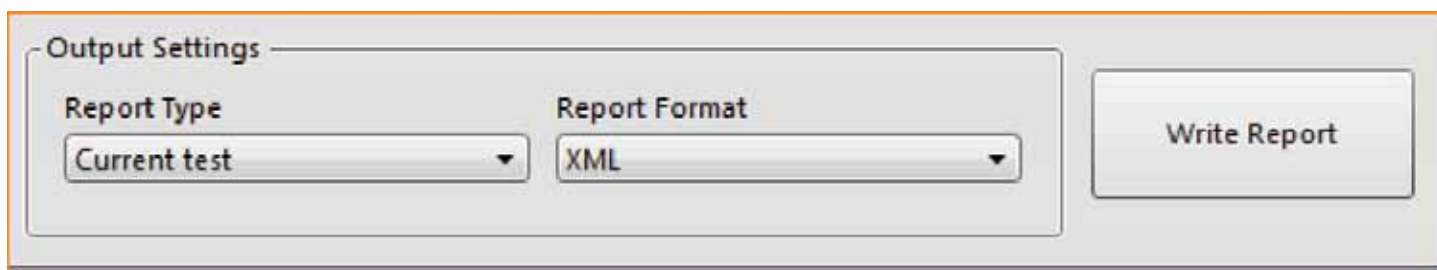 Output Settings
Report Type
Report Format
Current test
XML
Write Report